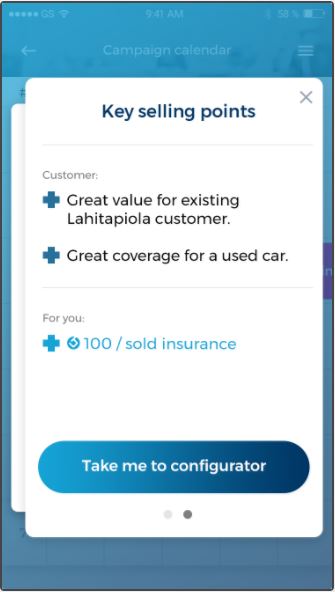 GS 9:41 AM 58 %
Campaign calendar
Key selling points
Customer:
Great value for existing
Lahitapiola customer.
Great coverage for a used car.
For you:
100 / sold insurance
Take me to configurator